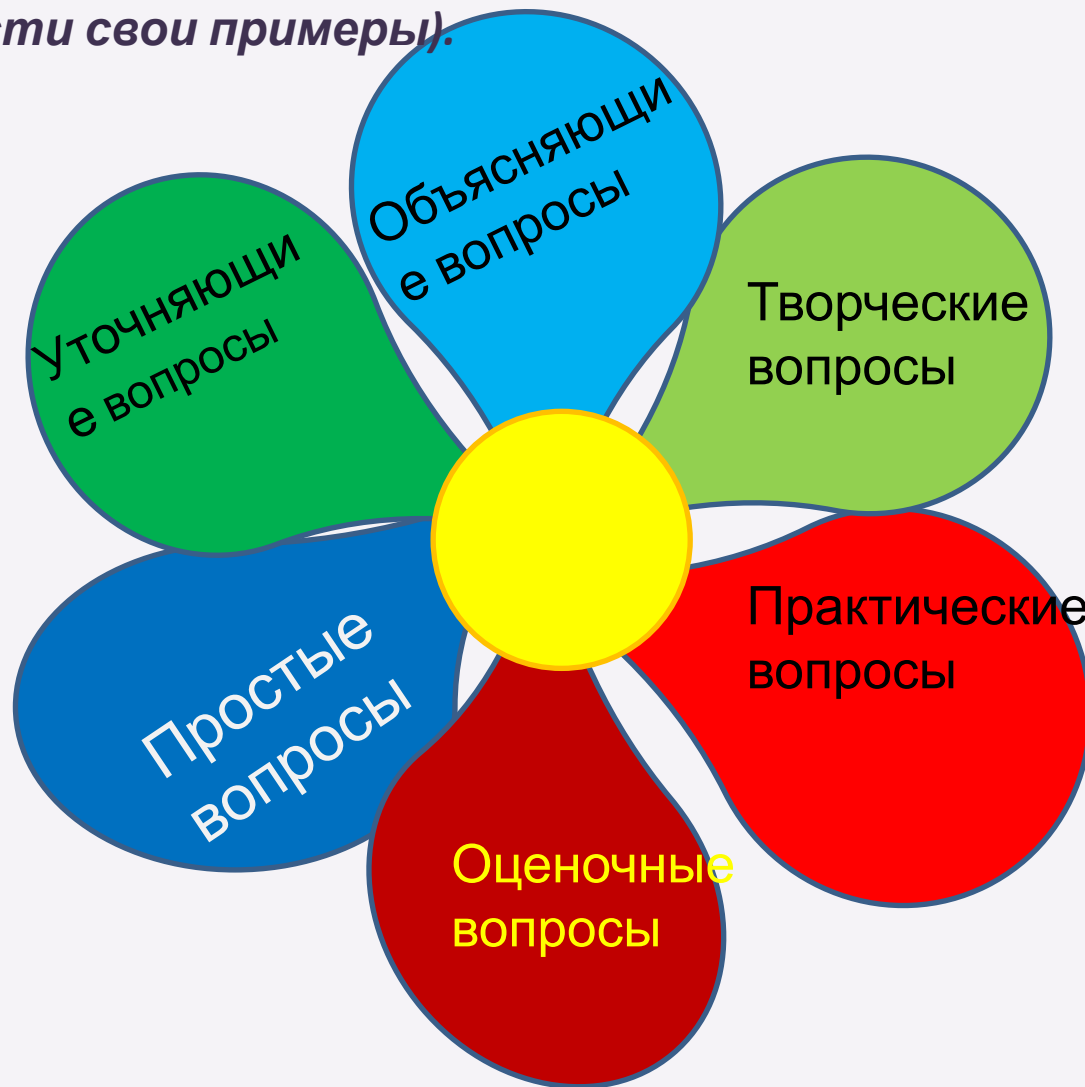 сти свои примеры).
Объясняющи
е вопросы
Уточняющи
е вопросы
Творческие
вопросы
Практические
вопросы
Простые
вопросы
Оценочные
вопросы